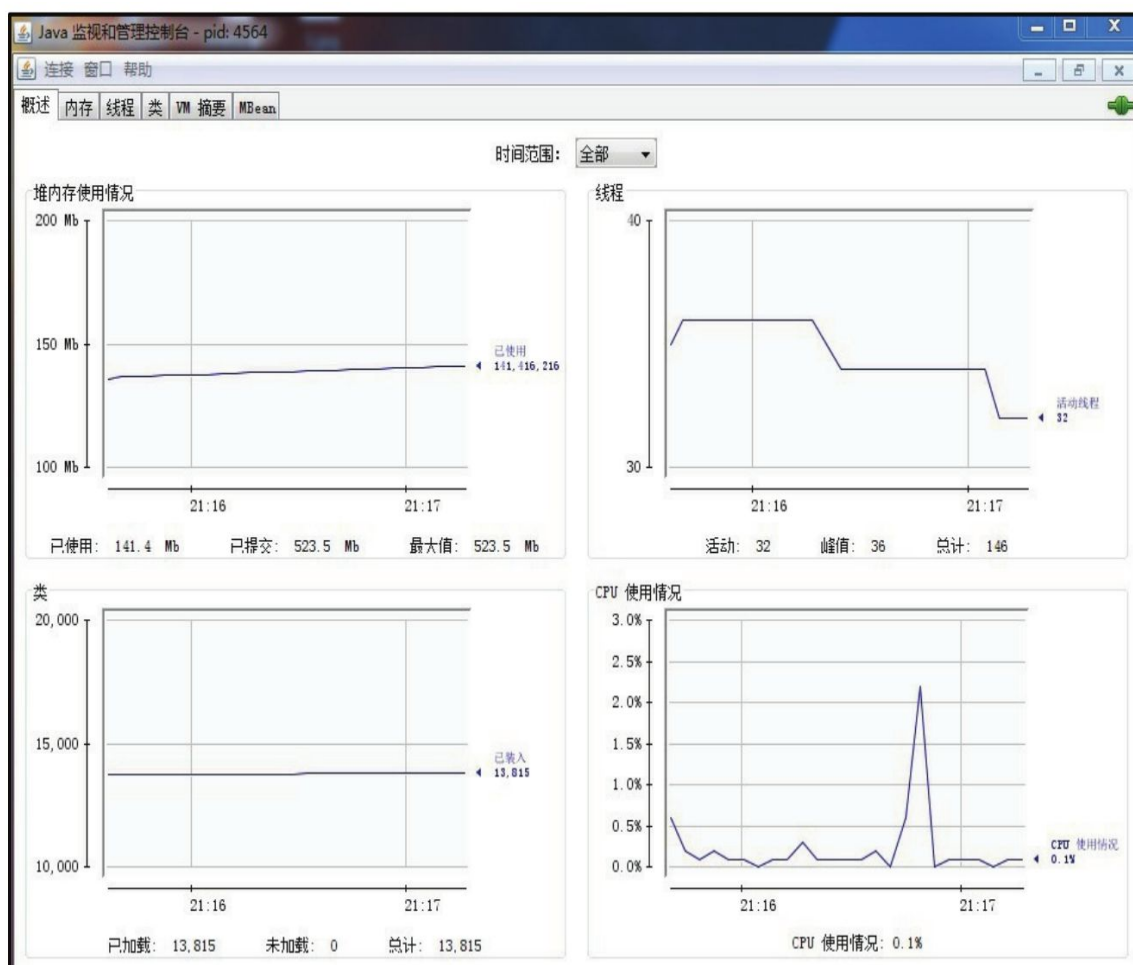 Java 监视和管理控制台 - pid: 4564
连接 窗口 帮助
概述 内存 线程 类 VM 摘要 MBean
时间范围: 全部
堆内存使用情况
200 Mb
150 Mb
100 Mb
已使用
141,416,216
21:16 21:17
已使用: 141.4 Mb 已提交: 523.5 Mb 最大值: 523.5 Mb
线程
40
30
活动线程
32
21:16 21:17
活动: 32 峰值: 36 总计: 146
类
20,000
15,000
10,000
已装入
13,815
21:16 21:17
已加载: 13,815 未加载: 0 总计: 13,815
CPU 使用情况
3.0%
2.5%
2.0%
1.5%
1.0%
0.5%
0.0%
CPU 使用情况
0.1%
21:16 21:17
CPU 使用情况: 0.1%